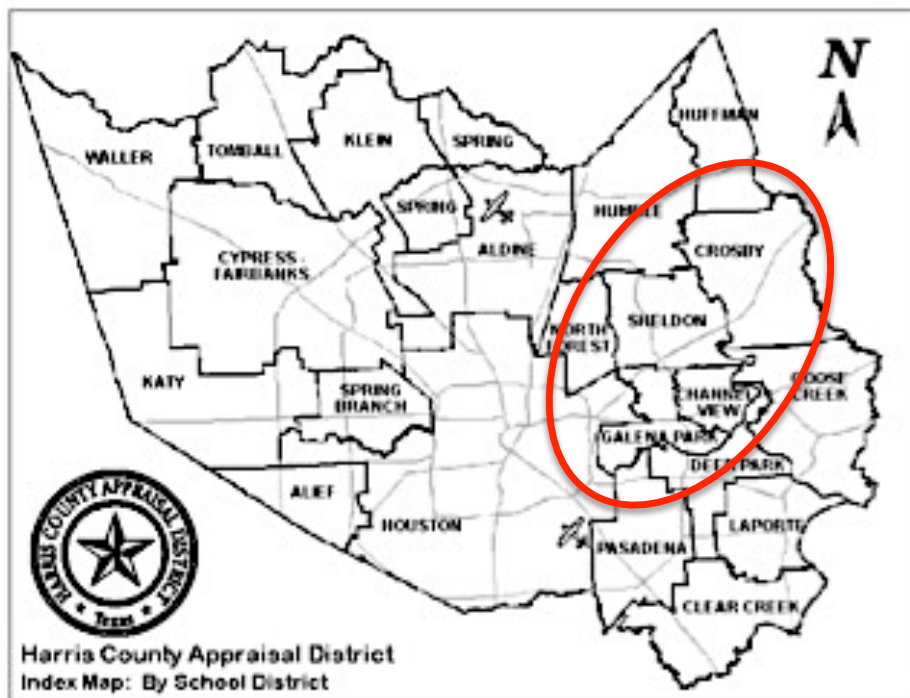 N
HUFFMAN
WALLER
TOMBALL
KLEIN
SPRING
SPRING
HUMBLE
ALDINE
CROSBY
CYPRESS -
FAIRBANKS
NORTH
FOREST
SHELDON
KATY
SPRING
BRANCH
CHANNEL
VIEW
GOOSE
CREEK
GALENA PARK
DEER PARK
ALIEF
HOUSTON
LAPORTE
PASADENA
CLEAR CREEK
HARRIS COUNTY APPRAISAL DISTRICT
Texas
Harris County Appraisal District
Index Map: By School District